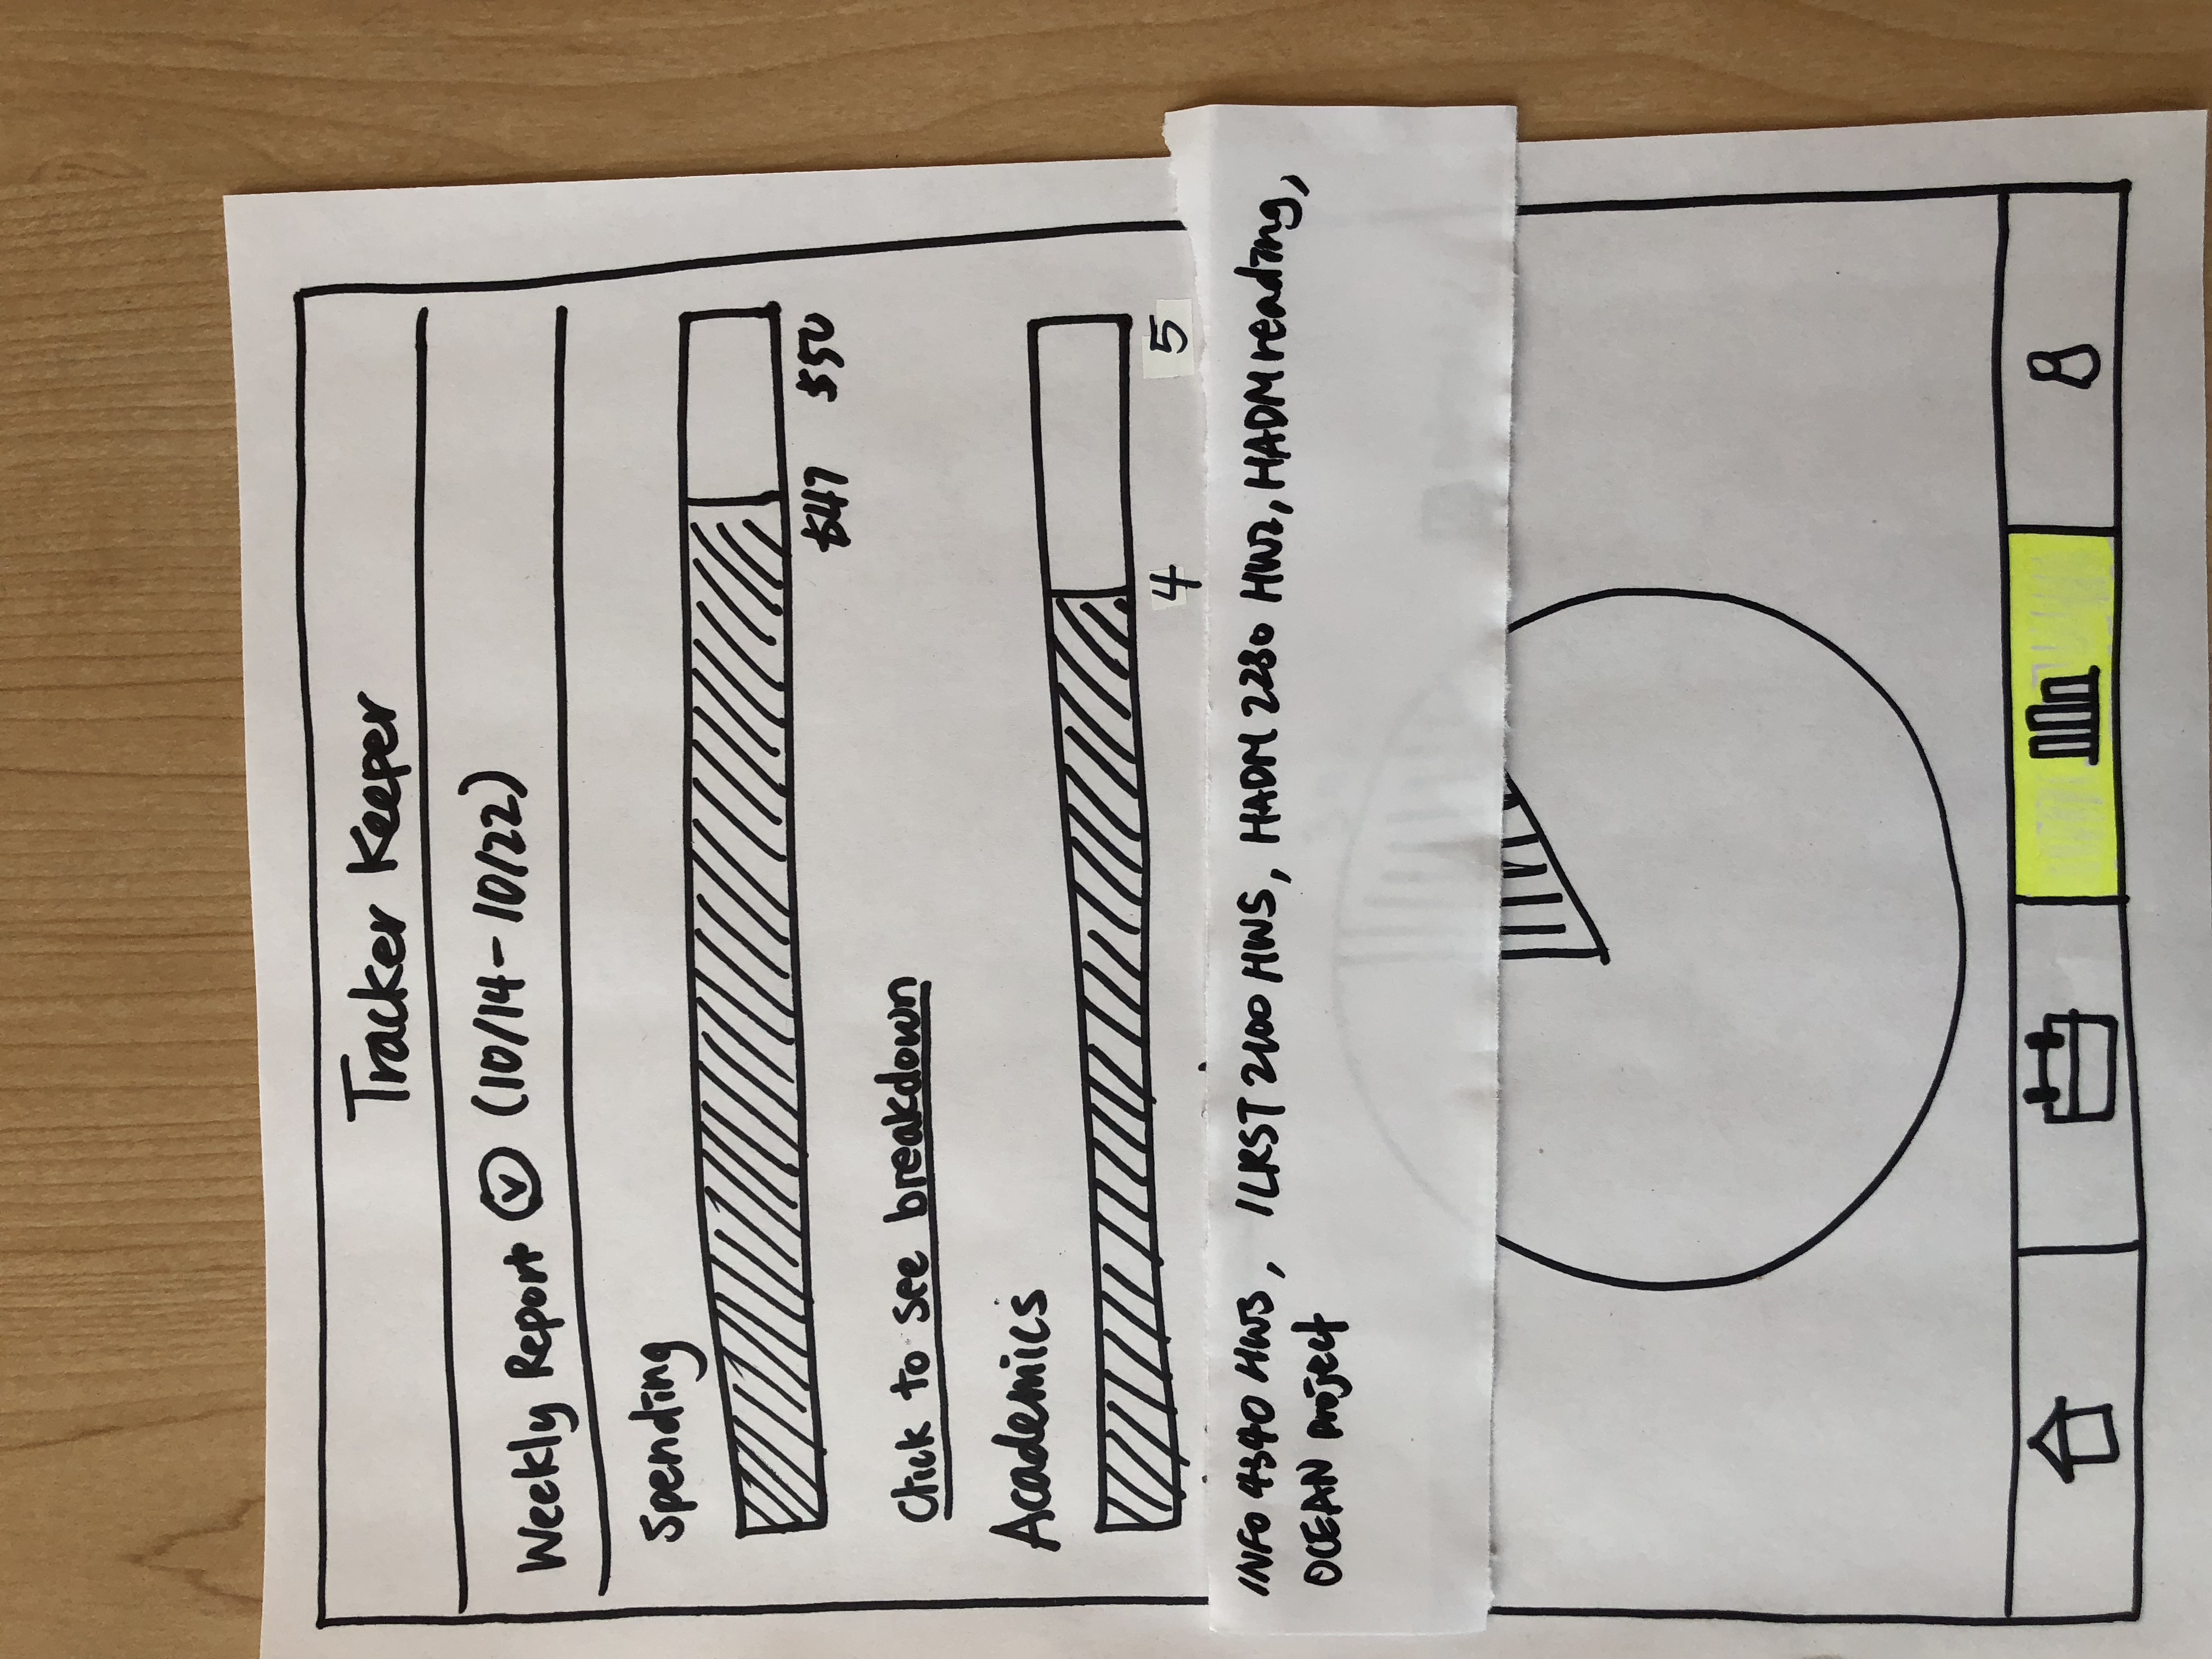 Tracker Keeper
Weekly Report (10/14-10/22)
Spending
$47 $50
Click to see breakdown
Academics
4 5
INFO 4340 HW3, ILRST 2100 HW5, HADM 2230 HW2, HADM reading,
OCEAN project